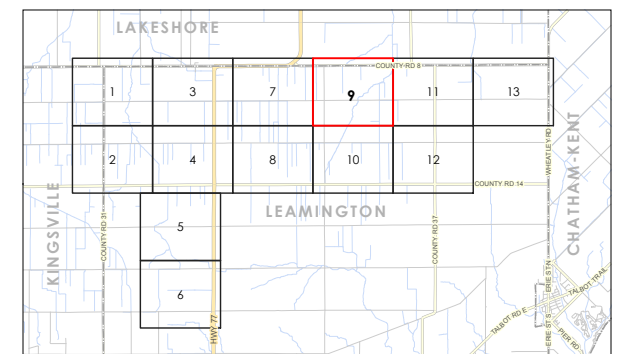 LAKESHORE
COUNTY RD 8
1
3
7
9
11
13
2
4
8
10
12
COUNTY RD 14
WHEATLEY RD
CHATHAM-KENT
KINGSVILLE
COUNTY RD 31
5
LEAMINGTON
COUNTY RD 37
6
HWY 77
ERIE ST N
TALBOT TRAIL
TALBOT RD E
ERIE ST S
PIER RD